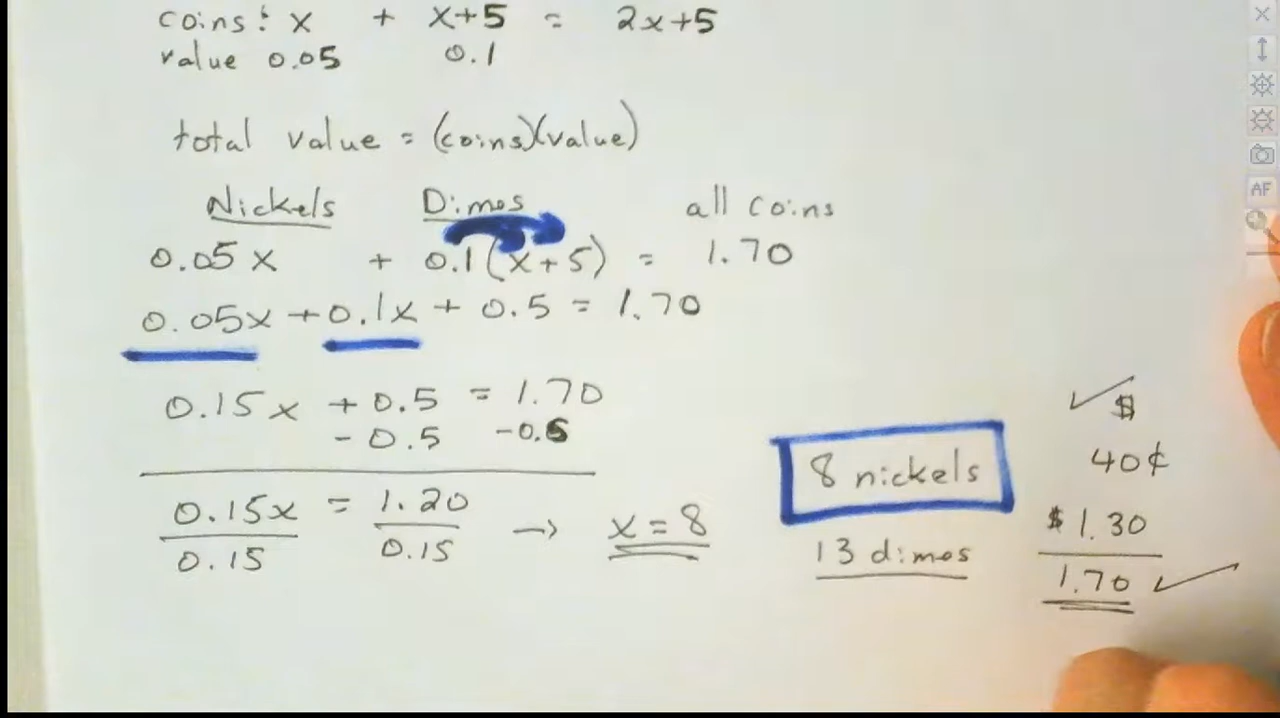 coins: x + x+5 = 2x+5
value 0.05 0.1
total value = (coins)(value)
Nickels Dimes all coins
0.05x + 0.1(x+5) = 1.70
0.05x + 0.1x + 0.5 = 1.70
0.15x + 0.5 = 1.70
- 0.5 -0.5
0.15x = 1.20
0.15 0.15
→ x = 8
8 nickels
13 dimes
✓ $
40¢
$1.30
1.70 ✓
AF